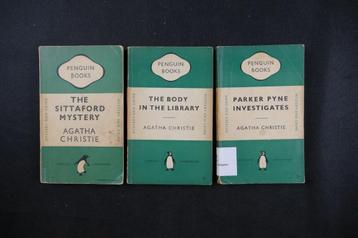 PENGUIN
BOOKS
THE
SITTAFORD
MYSTERY
AGATHA
CHRISTIE
PENGUIN
BOOKS
THE BODY
IN THE LIBRARY
AGATHA CHRISTIE
PENGUIN
BOOKS
PARKER PYNE
INVESTIGATES
AGATHA CHRISTIE